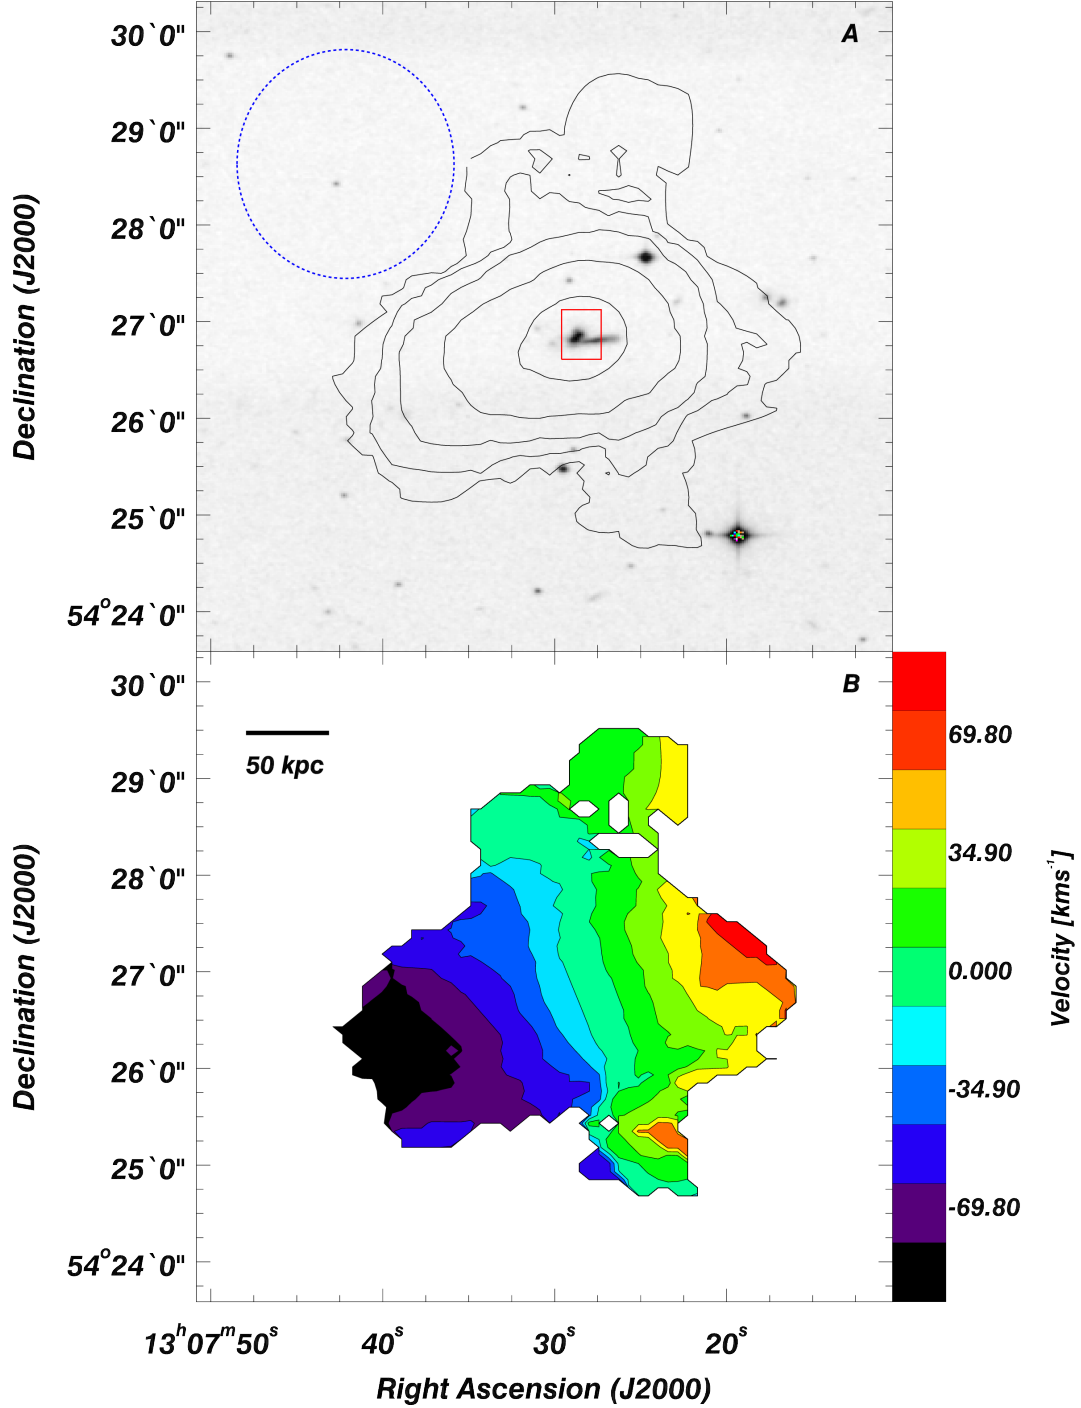 A
30`0"
29`0"
28`0"
27`0"
26`0"
25`0"
54°24`0"
Declination (J2000)
B
50 kpc
30`0"
29`0"
28`0"
27`0"
26`0"
25`0"
54°24`0"
Declination (J2000)
69.80
34.90
0.000
-34.90
-69.80
Velocity [kms⁻¹]
13ʰ07ᵐ50ˢ 40ˢ 30ˢ 20ˢ
Right Ascension (J2000)